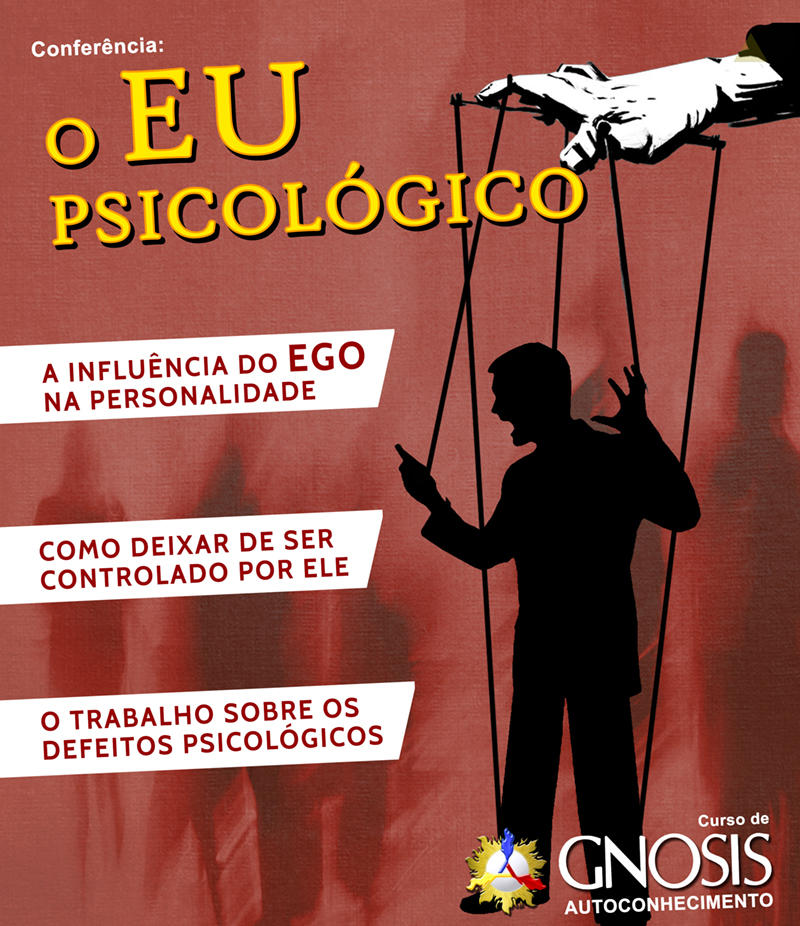 Conferência:
O EU
PSICOLÓGICO
A INFLUÊNCIA DO EGO
NA PERSONALIDADE
COMO DEIXAR DE SER
CONTROLADO POR ELE
O TRABALHO SOBRE OS
DEFEITOS PSICOLÓGICOS
Curso de
GNOSIS
AUTOCONHECIMENTO